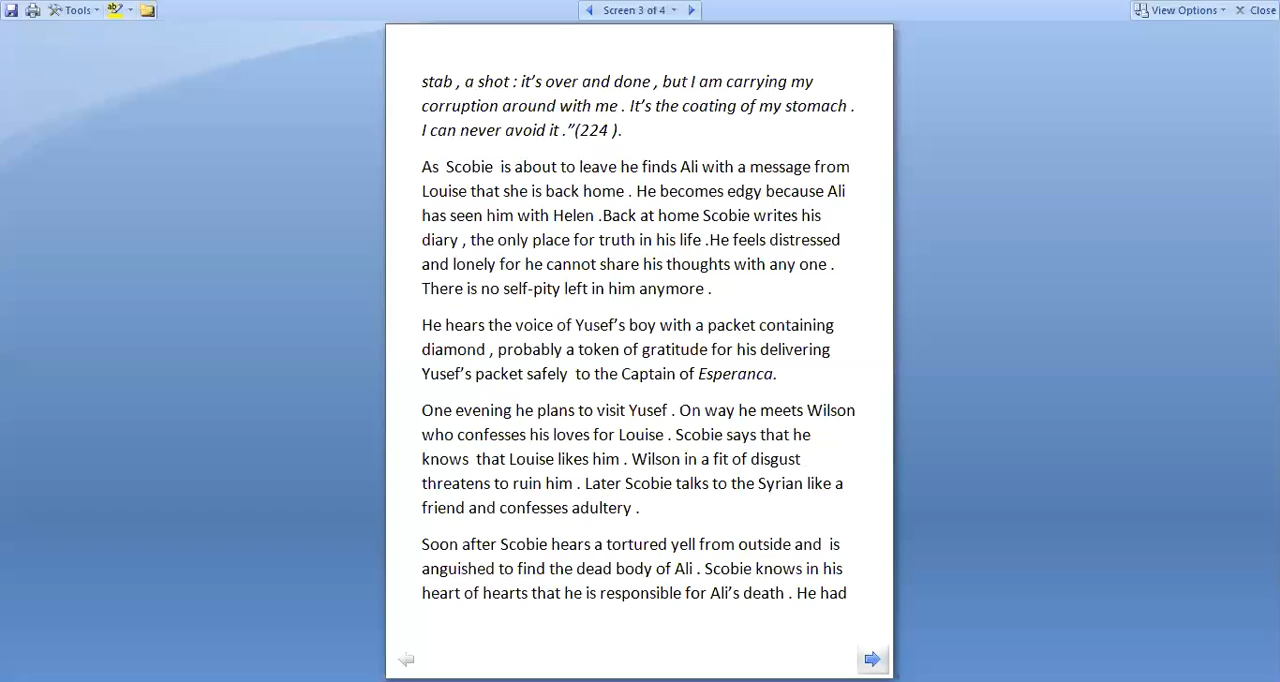 Tools
Screen 3 of 4
View Options
Close
stab , a shot : it’s over and done , but I am carrying my
corruption around with me . It’s the coating of my stomach .
I can never avoid it .”(224 ).
As Scobie is about to leave he finds Ali with a message from
Louise that she is back home . He becomes edgy because Ali
has seen him with Helen .Back at home Scobie writes his
diary , the only place for truth in his life .He feels distressed
and lonely for he cannot share his thoughts with any one .
There is no self-pity left in him anymore .
He hears the voice of Yusef’s boy with a packet containing
diamond , probably a token of gratitude for his delivering
Yusef’s packet safely to the Captain of Esperanca.
One evening he plans to visit Yusef . On way he meets Wilson
who confesses his loves for Louise . Scobie says that he
knows that Louise likes him . Wilson in a fit of disgust
threatens to ruin him . Later Scobie talks to the Syrian like a
friend and confesses adultery .
Soon after Scobie hears a tortured yell from outside and is
anguished to find the dead body of Ali . Scobie knows in his
heart of hearts that he is responsible for Ali’s death . He had